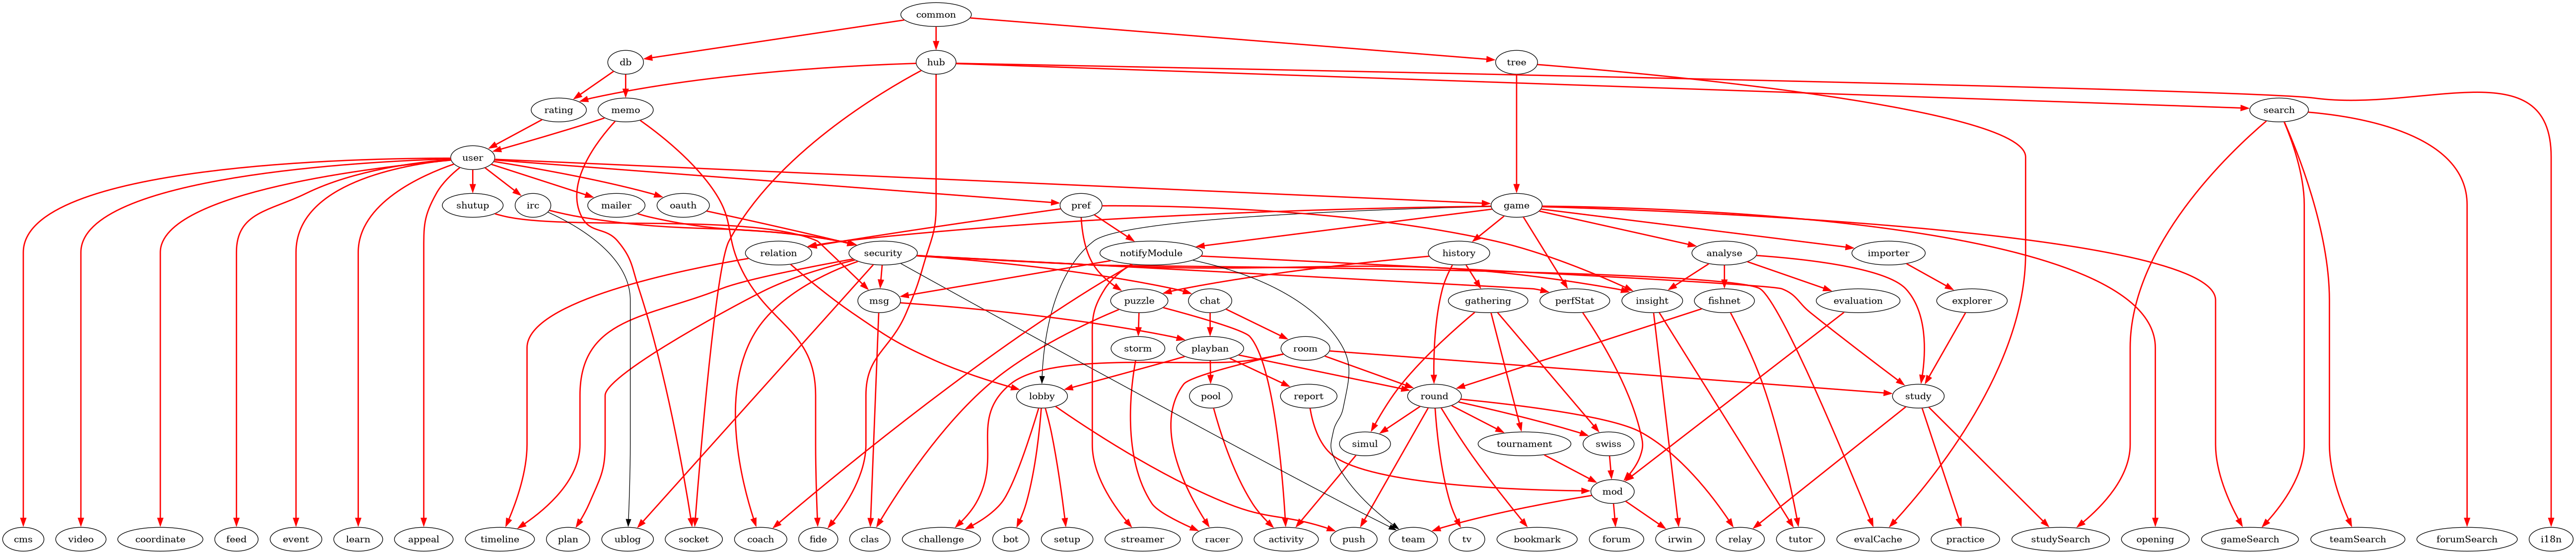 common
db
hub
tree
rating
memo
search
user
shutup
irc
mailer
oauth
pref
game
relation
security
notifyModule
history
analyse
importer
msg
puzzle
chat
gathering
perfStat
insight
fishnet
evaluation
explorer
storm
playban
room
lobby
pool
report
round
study
simul
tournament
swiss
mod
cms
video
coordinate
feed
event
learn
appeal
timeline
plan
ublog
socket
coach
fide
clas
challenge
bot
setup
streamer
racer
activity
push
team
tv
bookmark
forum
irwin
relay
tutor
evalCache
practice
studySearch
opening
gameSearch
teamSearch
forumSearch
i18n